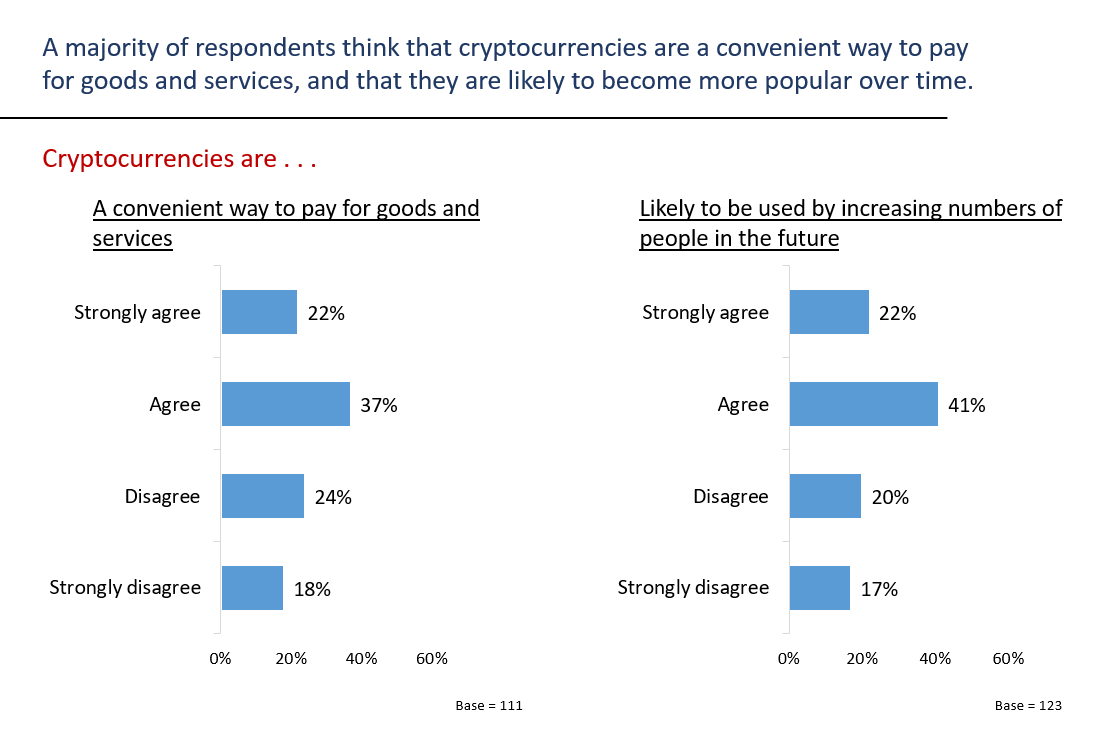 A majority of respondents think that cryptocurrencies are a convenient way to pay
for goods and services, and that they are likely to become more popular over time.
Cryptocurrencies are . . .
A convenient way to pay for goods and
services
Strongly agree
22%
Agree
37%
Disagree
24%
Strongly disagree
18%
0% 20% 40% 60%
Base = 111
Likely to be used by increasing numbers of
people in the future
Strongly agree
22%
Agree
41%
Disagree
20%
Strongly disagree
17%
0% 20% 40% 60%
Base = 123